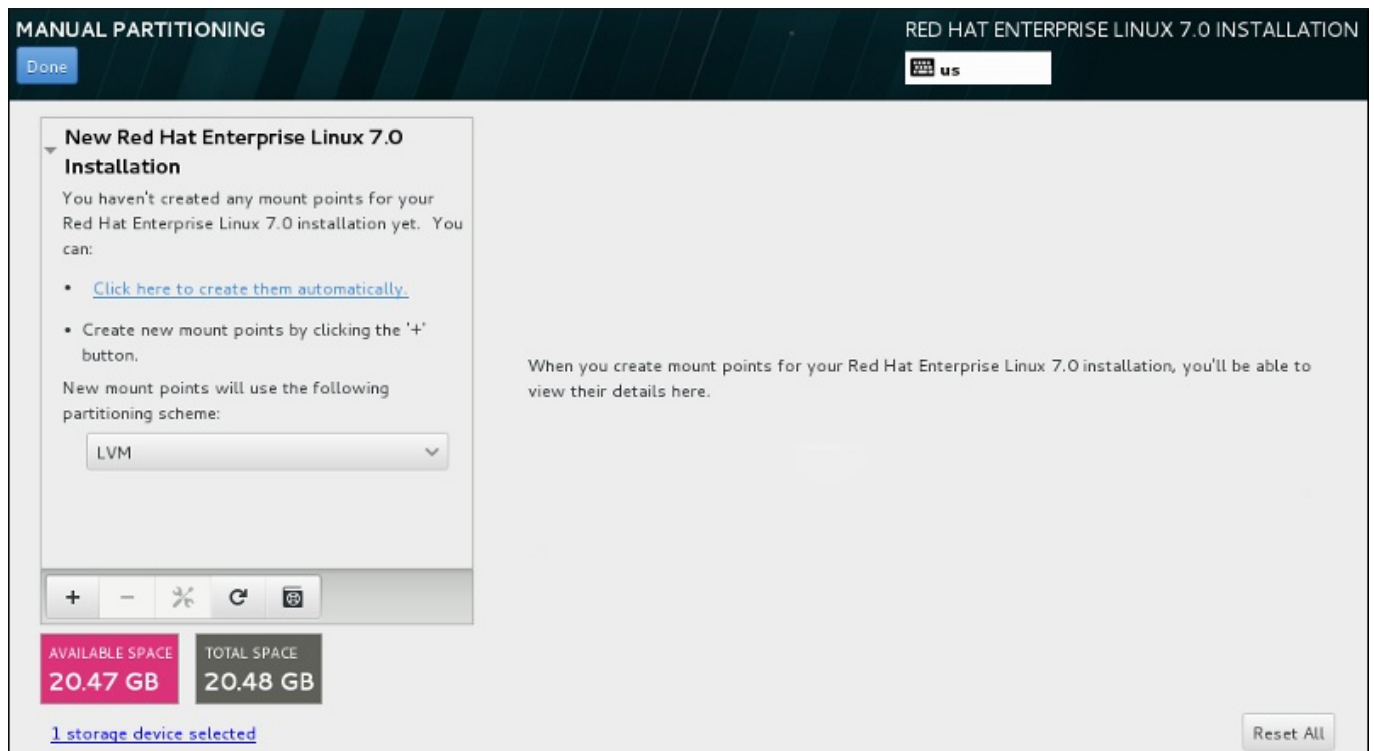 MANUAL PARTITIONING
Done
RED HAT ENTERPRISE LINUX 7.0 INSTALLATION
us
New Red Hat Enterprise Linux 7.0
Installation
You haven't created any mount points for your
Red Hat Enterprise Linux 7.0 installation yet.  You
can:
• Click here to create them automatically.
• Create new mount points by clicking the '+'
button.
New mount points will use the following
partitioning scheme:
LVM
+ −
AVAILABLE SPACE
20.47 GB
TOTAL SPACE
20.48 GB
1 storage device selected
When you create mount points for your Red Hat Enterprise Linux 7.0 installation, you'll be able to
view their details here.
Reset All